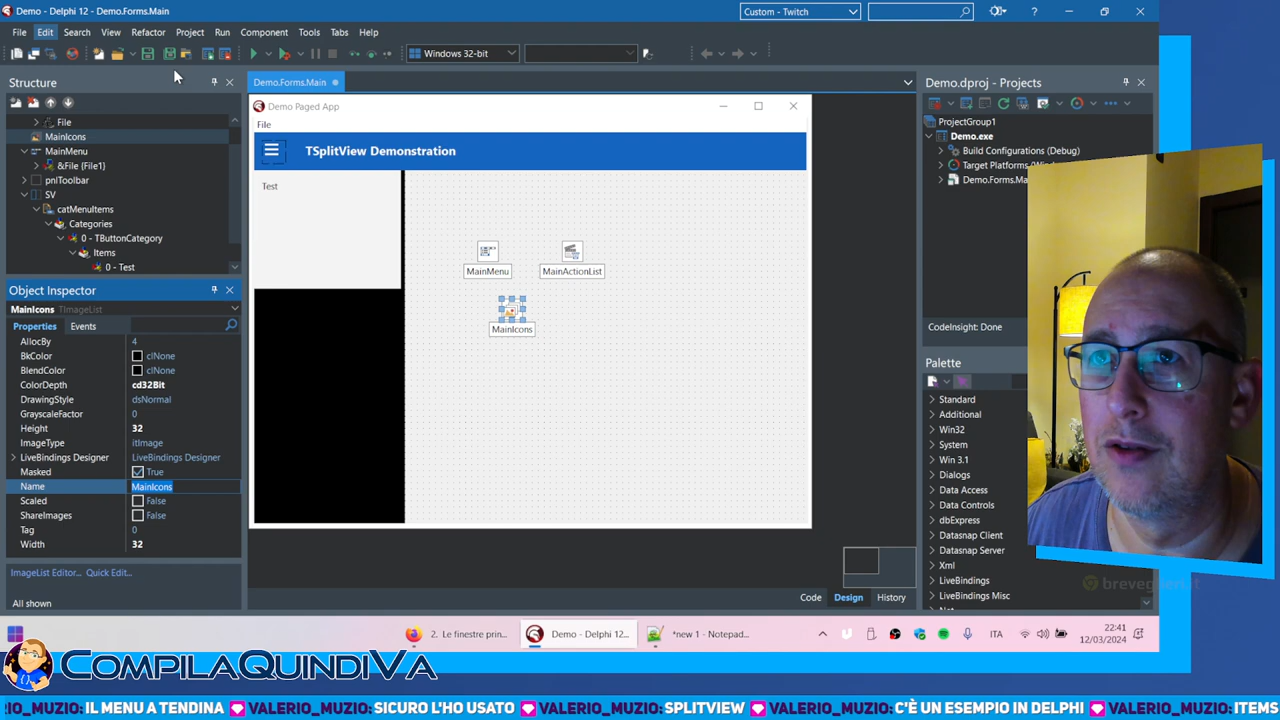 Demo - Delphi 12 - Demo.Forms.Main
Custom - Twitch
File Edit Search View Refactor Project Run Component Tools Tabs Help
Windows 32-bit
Structure
File
MainIcons
MainMenu
&File {File1}
pnlToolbar
SV
catMenuItems
Categories
0 - TButtonCategory
Items
0 - Test
Object Inspector
MainIcons TImageList
Properties Events
AllocBy 4
BkColor clNone
BlendColor clNone
ColorDepth cd32Bit
DrawingStyle dsNormal
GrayscaleFactor 0
Height 32
ImageType itImage
LiveBindings Designer LiveBindings Designer
Masked True
Name MainIcons
Scaled False
ShareImages False
Tag 0
Width 32
ImageList Editor... Quick Edit...
All shown
Demo.Forms.Main
Demo Paged App
File
TSplitView Demonstration
Test
MainMenu
MainActionList
MainIcons
Code Design History
Demo.dproj - Projects
ProjectGroup1
Demo.exe
Build Configurations (Debug)
Target Platforms (Window
Demo.Forms.Ma
CodeInsight: Done
Palette
Standard
Additional
Win32
System
Win 3.1
Dialogs
Data Access
Data Controls
dbExpress
Datasnap Client
Datasnap Server
Xml
LiveBindings
LiveBindings Misc
breveglieri.it
2. Le finestre prin...
Demo - Delphi 12...
*new 1 - Notepad...
ITA
22:41
12/03/2024
COMPILAQUINDIVA
ERIO_MUZIO: IL MENU A TENDINA VALERIO_MUZIO: SICURO L'HO USATO VALERIO_MUZIO: SPLITVIEW VALERIO_MUZIO: C'È UN ESEMPIO IN DELPHI VALERIO_MUZIO: ITEMS